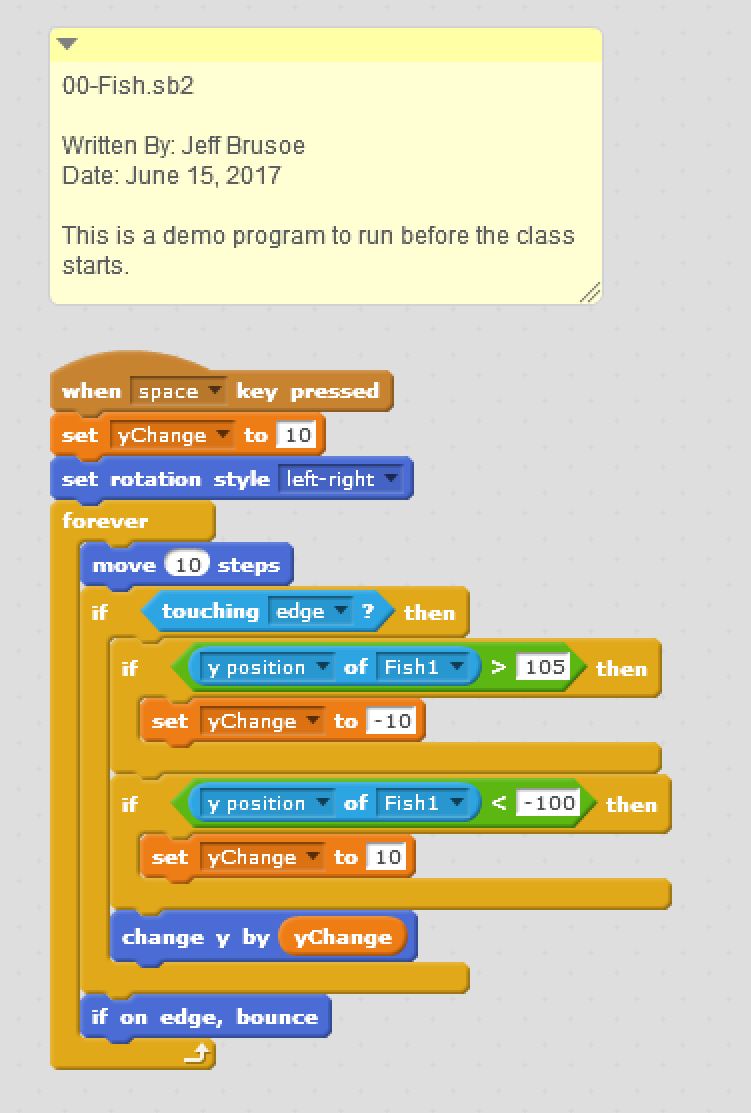 00-Fish.sb2
Written By: Jeff Brusoe
Date: June 15, 2017
This is a demo program to run before the class
starts.
when space key pressed
set yChange to 10
set rotation style left-right
forever
move 10 steps
if touching edge ? then
if y position of Fish1 > 105 then
set yChange to -10
if y position of Fish1 < -100 then
set yChange to 10
change y by yChange
if on edge, bounce